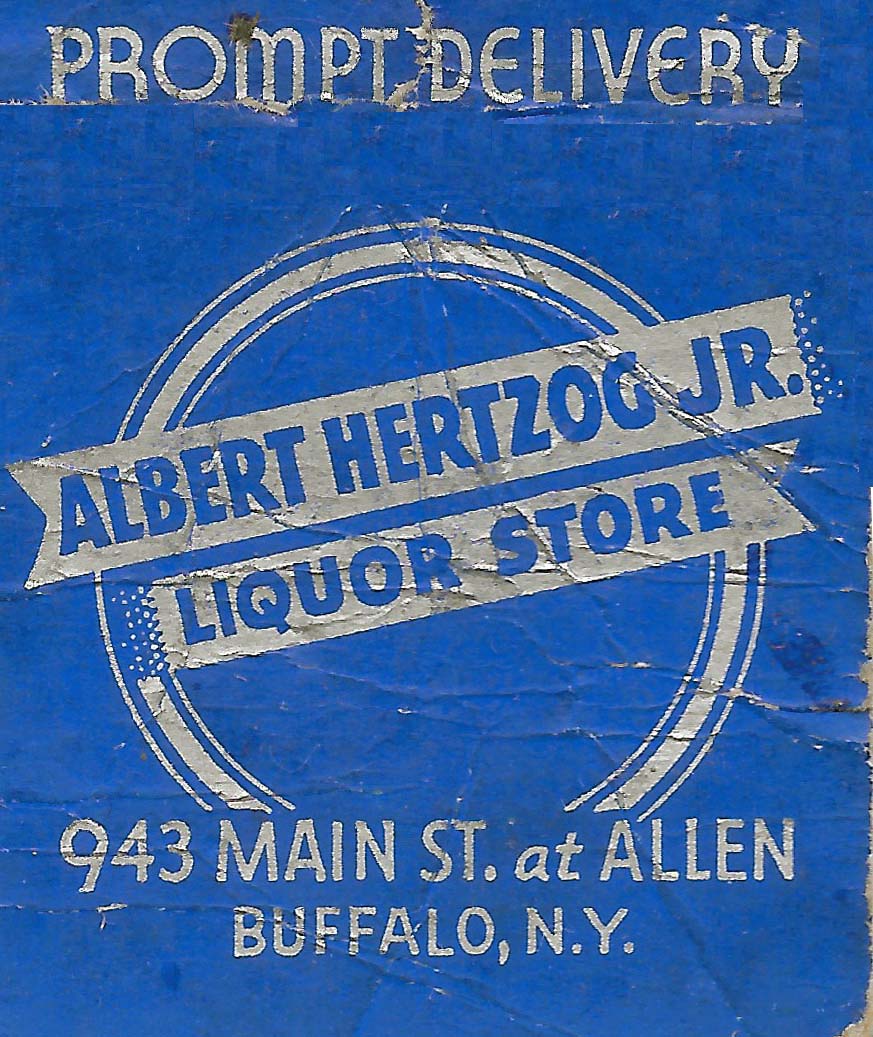 PROMPT DELIVERY
ALBERT HERTZOG JR.
LIQUOR STORE
943 MAIN ST. at ALLEN
BUFFALO, N.Y.